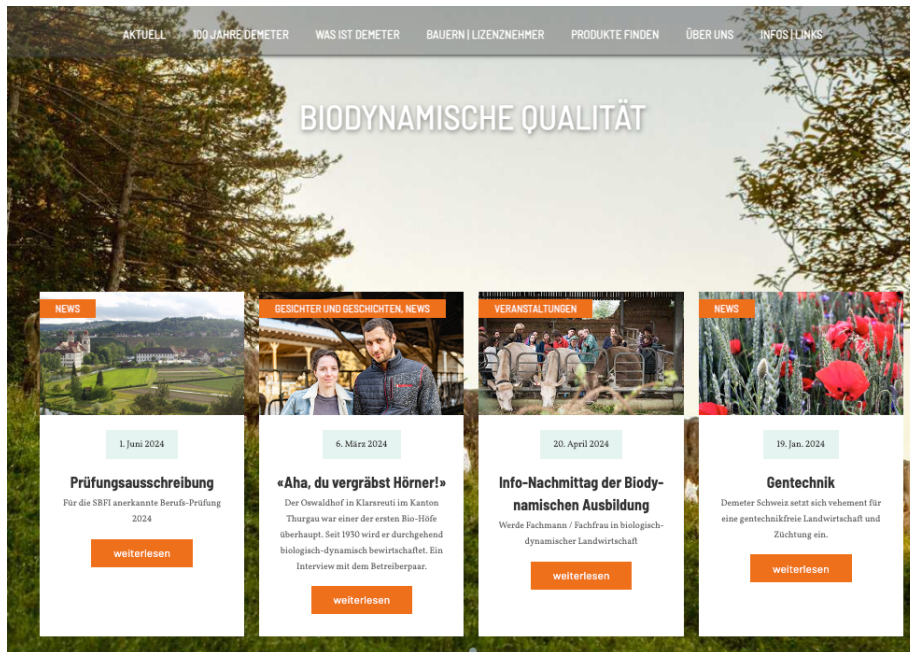 AKTUELL 100 JAHRE DEMETER WAS IST DEMETER BAUERN | LIZENZNEHMER PRODUKTE FINDEN ÜBER UNS INFOS | LINKS
BIODYNAMISCHE QUALITÄT
NEWS
1. Juni 2024
Prüfungsausschreibung
Für die SBFI anerkannte Berufs-Prüfung
2024
weiterlesen
GESICHTER UND GESCHICHTEN, NEWS
6. März 2024
«Aha, du vergräbst Hörner!»
Der Oswaldhof in Klarsreuti im Kanton
Thurgau war einer der ersten Bio-Höfe
überhaupt. Seit 1930 wird er durchgehend
biologisch-dynamisch bewirtschaftet. Ein
Interview mit dem Betreiberpaar.
weiterlesen
VERANSTALTUNGEN
20. April 2024
Info-Nachmittag der Biody-
namischen Ausbildung
Werde Fachmann / Fachfrau in biologisch-
dynamischer Landwirtschaft
weiterlesen
NEWS
19. Jan. 2024
Gentechnik
Demeter Schweiz setzt sich vehement für
eine gentechnikfreie Landwirtschaft und
Züchtung ein.
weiterlesen